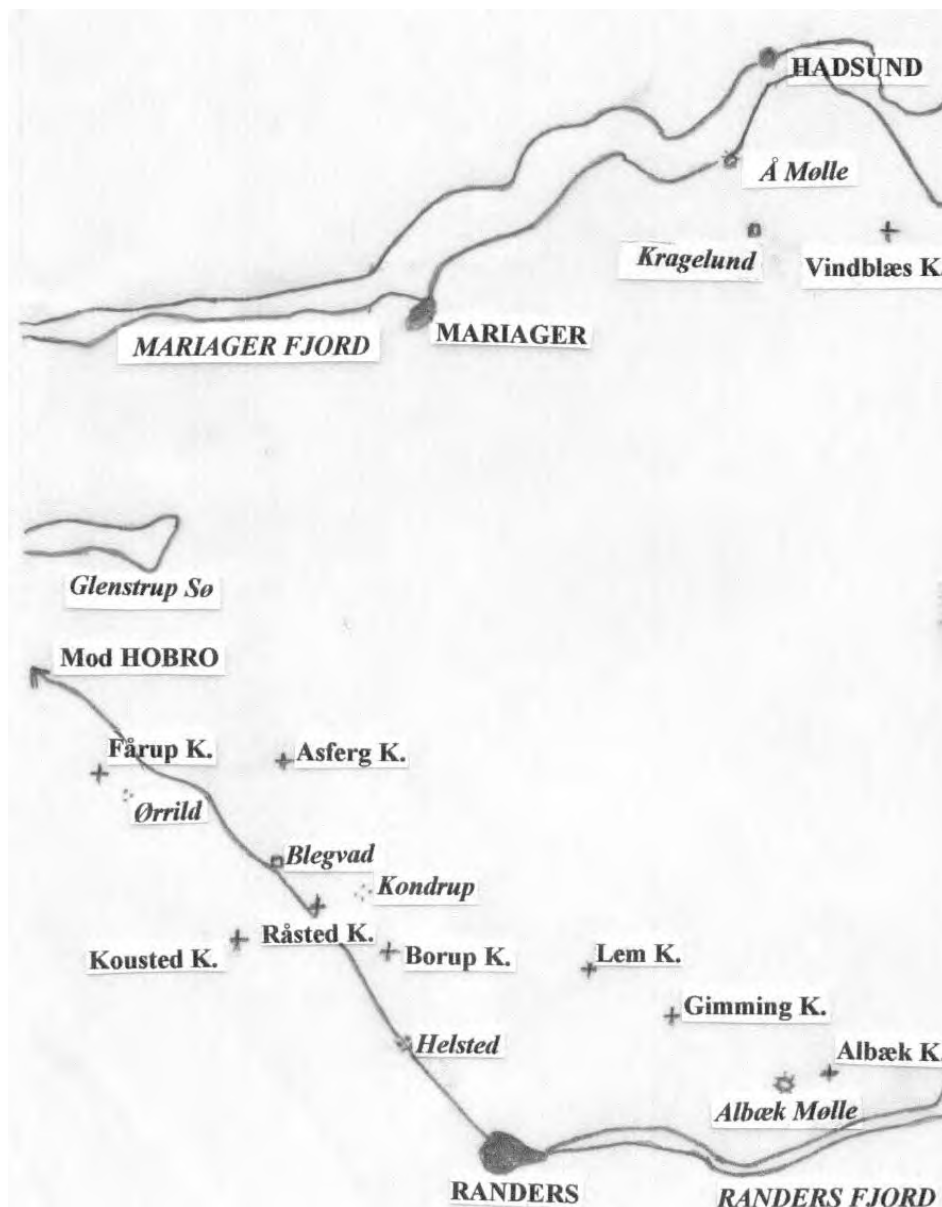 HADSUND
Å Mølle
Kragelund
Vindblæs K.
MARIAGER FJORD
MARIAGER
Glenstrup Sø
Mod HOBRO
Fårup K.
Asferg K.
Ørrild
Blegvad
Kondrup
Råsted K.
Kousted K.
Borup K.
Lem K.
Gimming K.
Helsted
Albæk K.
Albæk Mølle
RANDERS
RANDERS FJORD